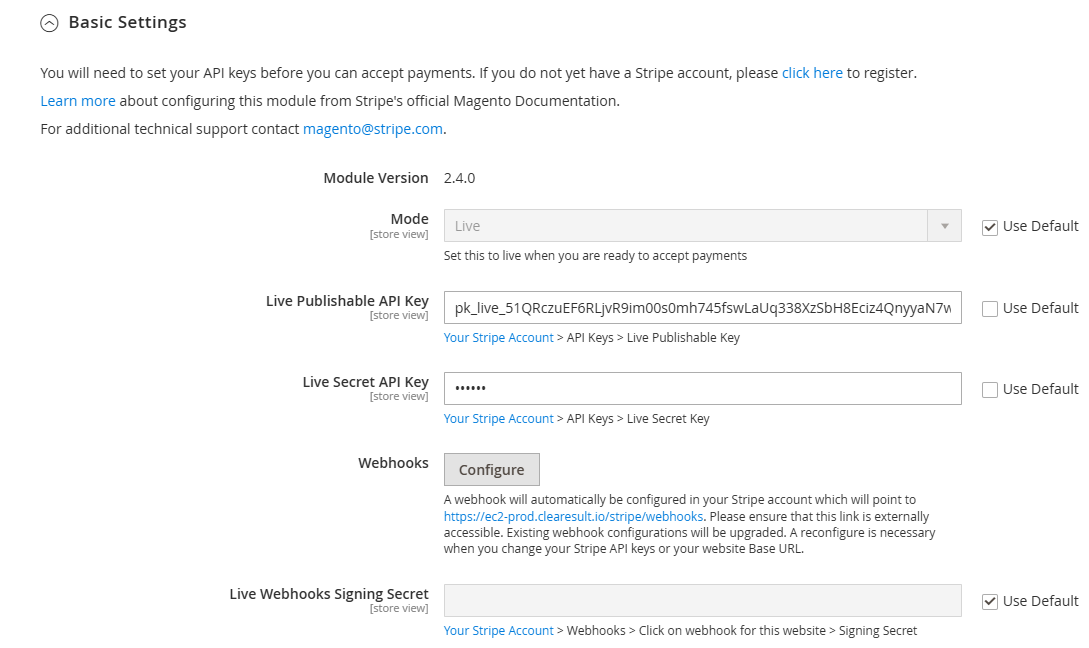 Basic Settings
You will need to set your API keys before you can accept payments. If you do not yet have a Stripe account, please click here to register.
Learn more about configuring this module from Stripe's official Magento Documentation.
For additional technical support contact magento@stripe.com.
Module Version 2.4.0
Mode Live Use Default
[store view]
Set this to live when you are ready to accept payments
Live Publishable API Key pk_live_51QRczuEF6RLjvR9im00s0mh745fswLaUq338XzSbH8Eciz4QnyyaN7w Use Default
[store view]
Your Stripe Account > API Keys > Live Publishable Key
Live Secret API Key •••••• Use Default
[store view]
Your Stripe Account > API Keys > Live Secret Key
Webhooks Configure
A webhook will automatically be configured in your Stripe account which will point to
https://ec2-prod.clearesult.io/stripe/webhooks. Please ensure that this link is externally
accessible. Existing webhook configurations will be upgraded. A reconfigure is necessary
when you change your Stripe API keys or your website Base URL.
Live Webhooks Signing Secret Use Default
[store view]
Your Stripe Account > Webhooks > Click on webhook for this website > Signing Secret